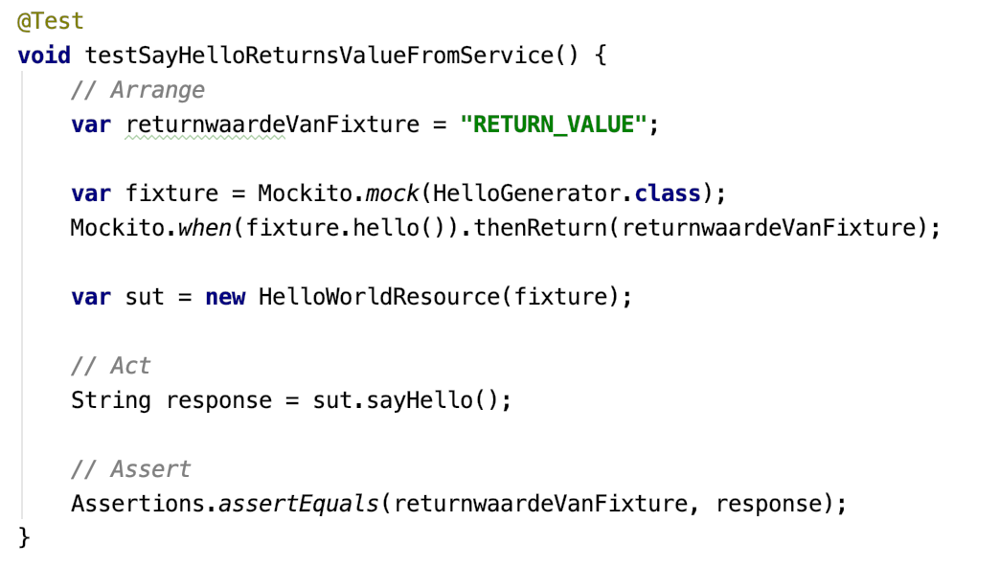 @Test
void testSayHelloReturnsValueFromService() {
// Arrange
var returnwaardeVanFixture = "RETURN_VALUE";
var fixture = Mockito.mock(HelloGenerator.class);
Mockito.when(fixture.hello()).thenReturn(returnwaardeVanFixture);
var sut = new HelloWorldResource(fixture);
// Act
String response = sut.sayHello();
// Assert
Assertions.assertEquals(returnwaardeVanFixture, response);
}